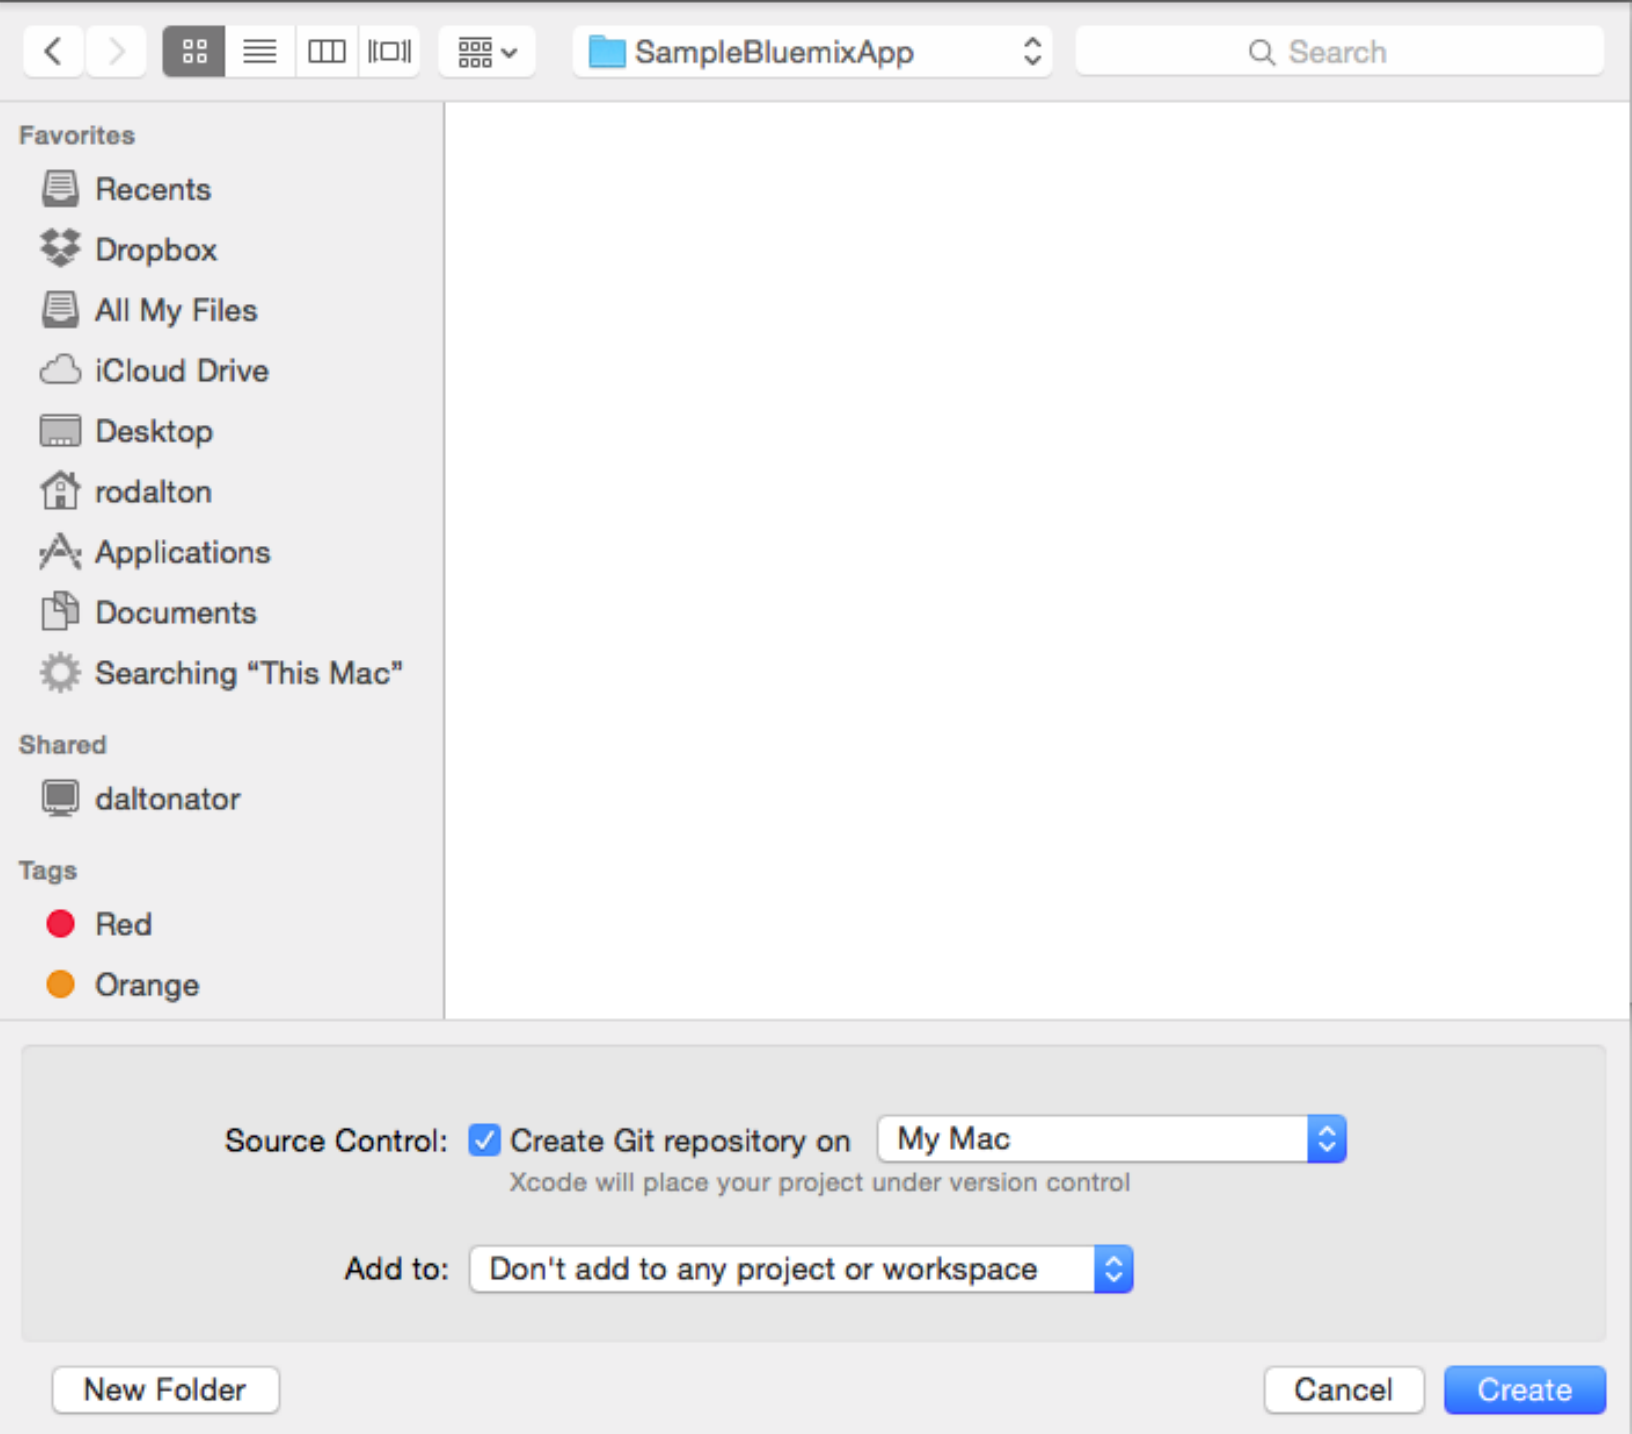 SampleBluemixApp
Search
Favorites
Recents
Dropbox
All My Files
iCloud Drive
Desktop
rodalton
Applications
Documents
Searching “This Mac”
Shared
daltonator
Tags
Red
Orange
Source Control: Create Git repository on My Mac
Xcode will place your project under version control
Add to: Don't add to any project or workspace
New Folder Cancel Create